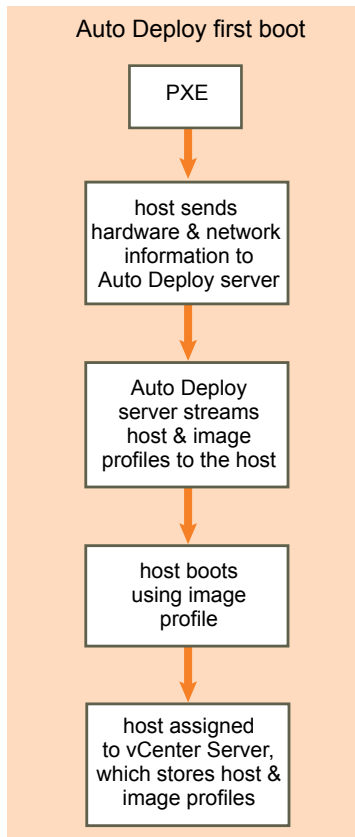 Auto Deploy first boot
PXE
host sends
hardware & network
information to
Auto Deploy server
Auto Deploy
server streams
host & image
profiles to the host
host boots
using image
profile
host assigned
to vCenter Server,
which stores host &
image profiles